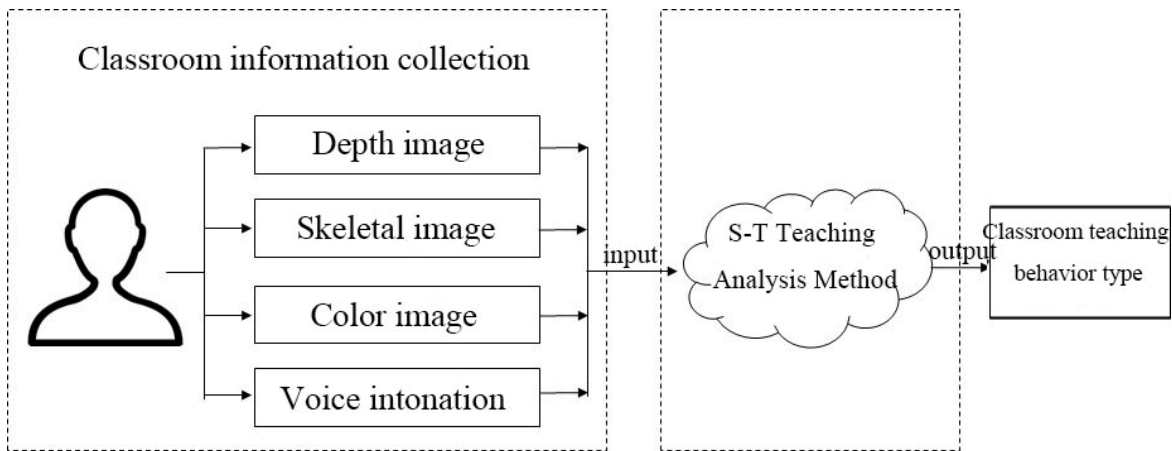 Classroom information collection
Depth image
Skeletal image
Color image
Voice intonation
input
S-T Teaching
Analysis Method
output
Classroom teaching
behavior type